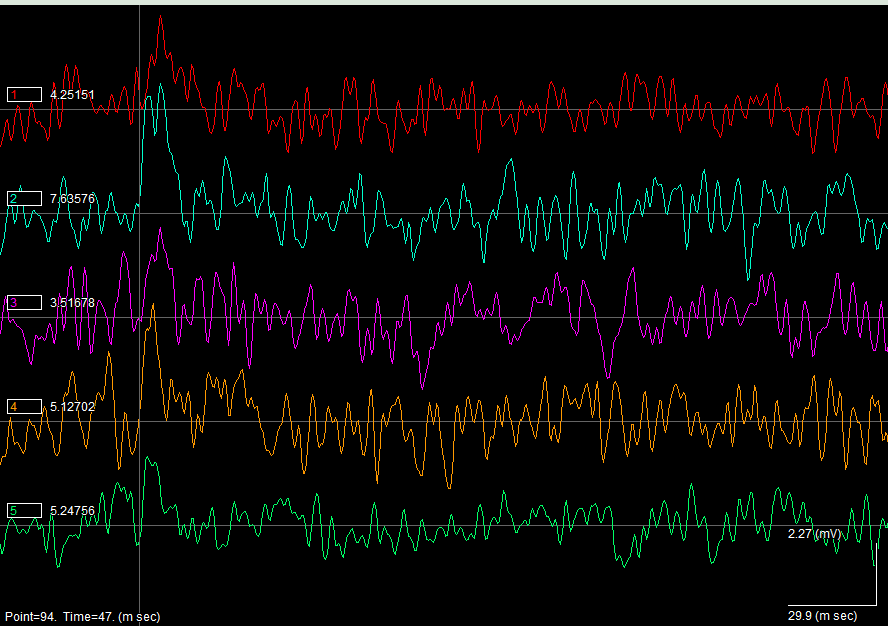 1 4.25151
2 7.63576
3 3.51678
4 5.12702
5 5.24756
2.27 (mV)
Point=94. Time=47. (m sec)
29.9 (m sec)